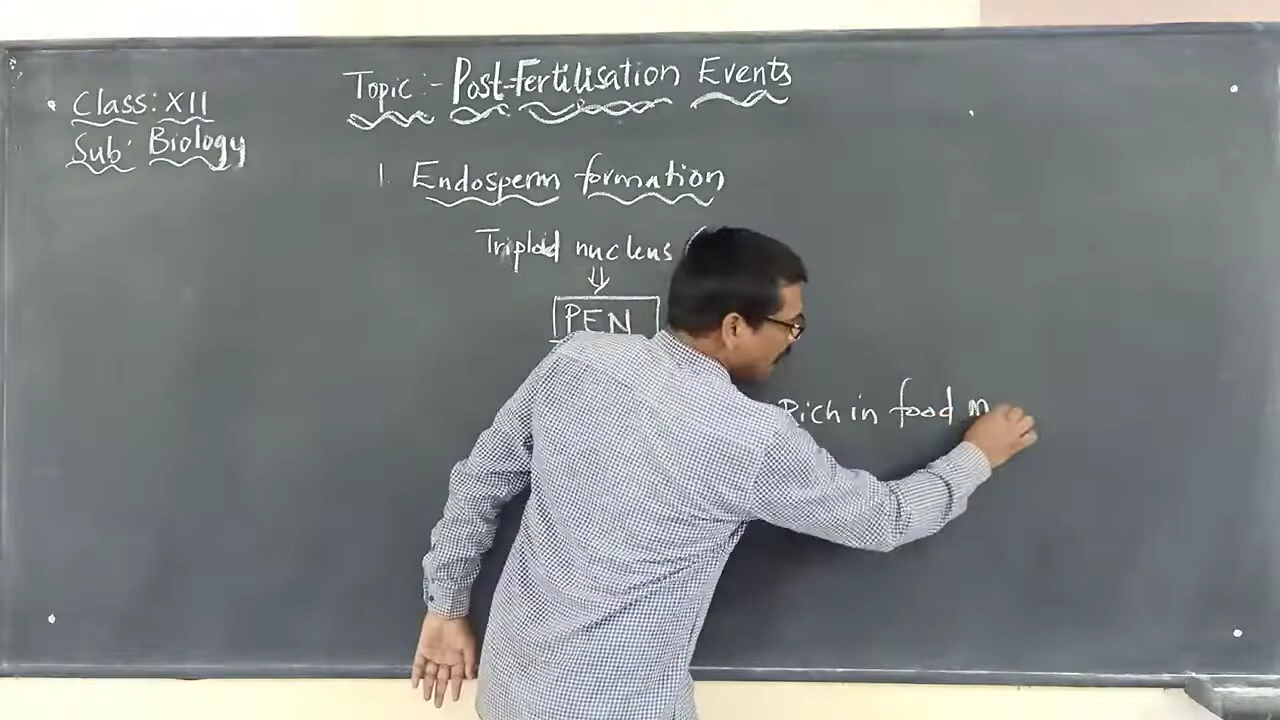 Topic :- Post-Fertilisation Events
Class: XII
Sub: Biology
1. Endosperm formation
Triploid nucleus (
⇓
PEN
Rich in food m